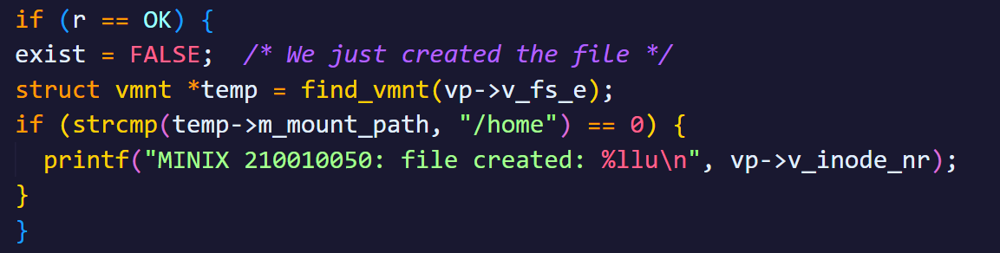 if (r == OK) {
exist = FALSE;  /* We just created the file */
struct vmnt *temp = find_vmnt(vp->v_fs_e);
if (strcmp(temp->m_mount_path, "/home") == 0) {
  printf("MINIX 210010050: file created: %llu\n", vp->v_inode_nr);
}
}